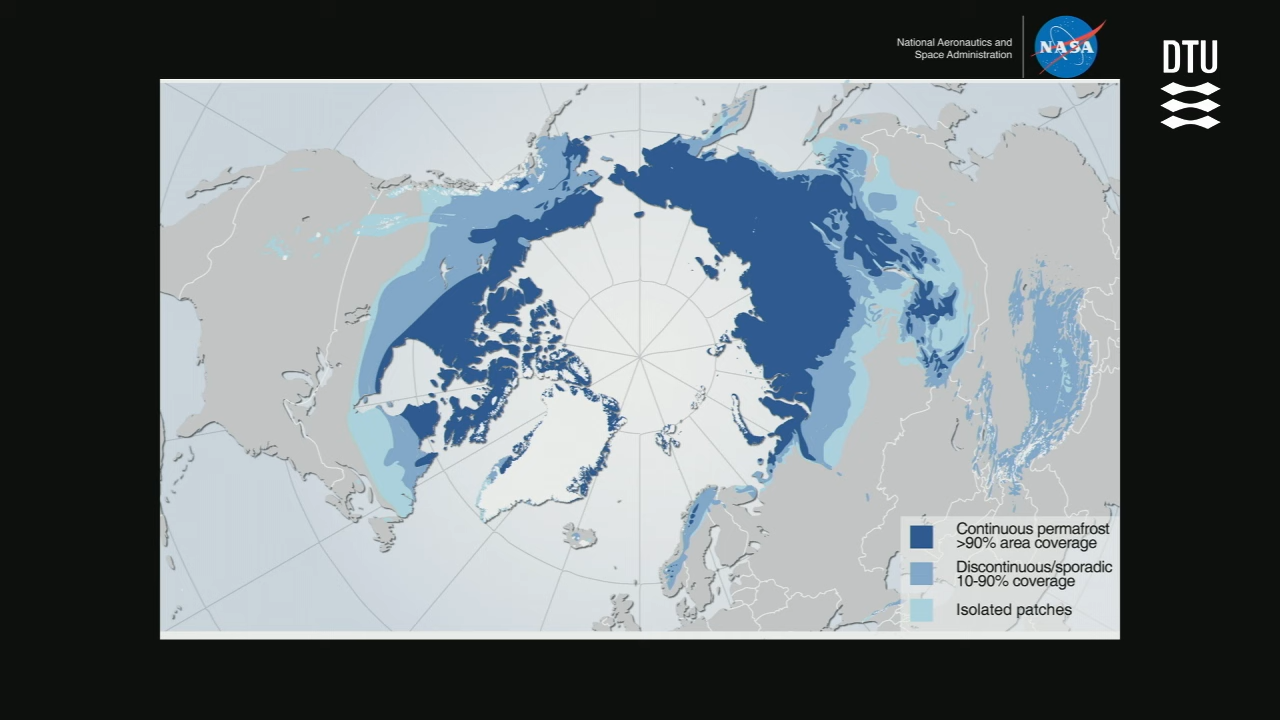 National Aeronautics and
Space Administration
NASA
DTU
Continuous permafrost
>90% area coverage
Discontinuous/sporadic
10-90% coverage
Isolated patches